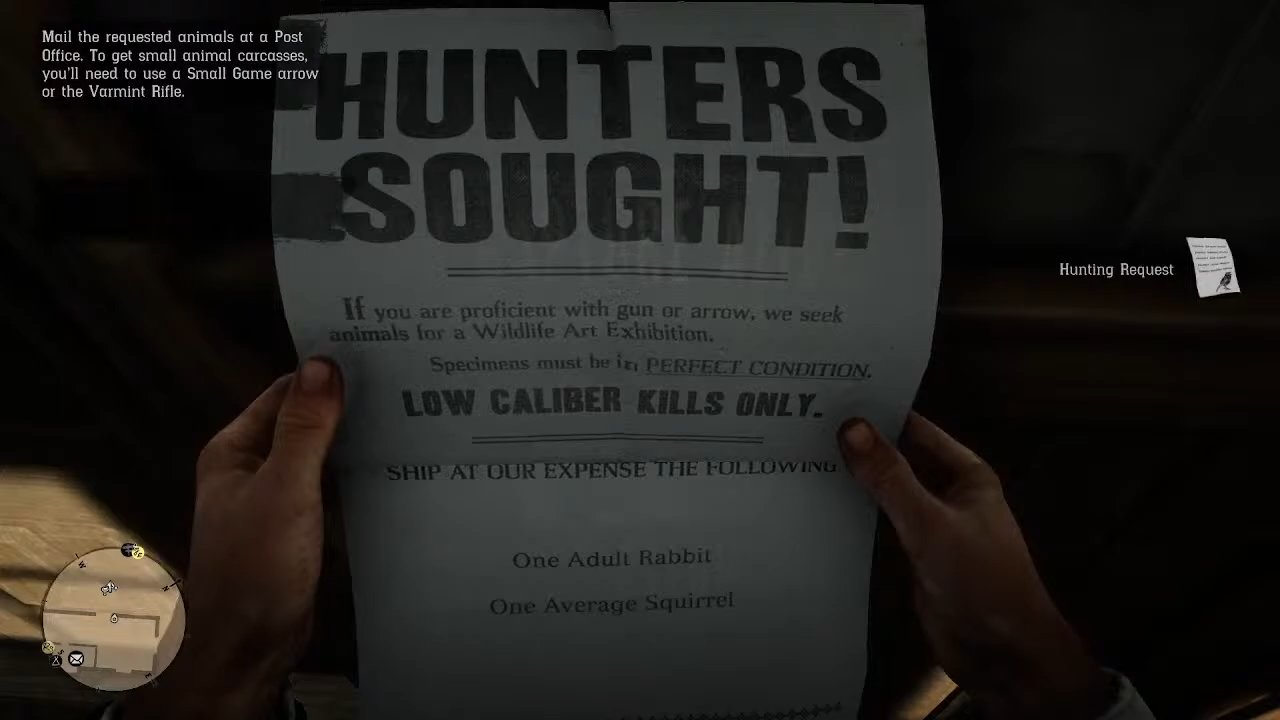 Mail the requested animals at a Post
Office. To get small animal carcasses,
you'll need to use a Small Game arrow
or the Varmint Rifle.
HUNTERS
SOUGHT!
If you are proficient with gun or arrow, we seek
animals for a Wildlife Art Exhibition.
Specimens must be in PERFECT CONDITION.
LOW CALIBER KILLS ONLY.
SHIP AT OUR EXPENSE THE FOLLOWING
One Adult Rabbit
One Average Squirrel
Hunting Request